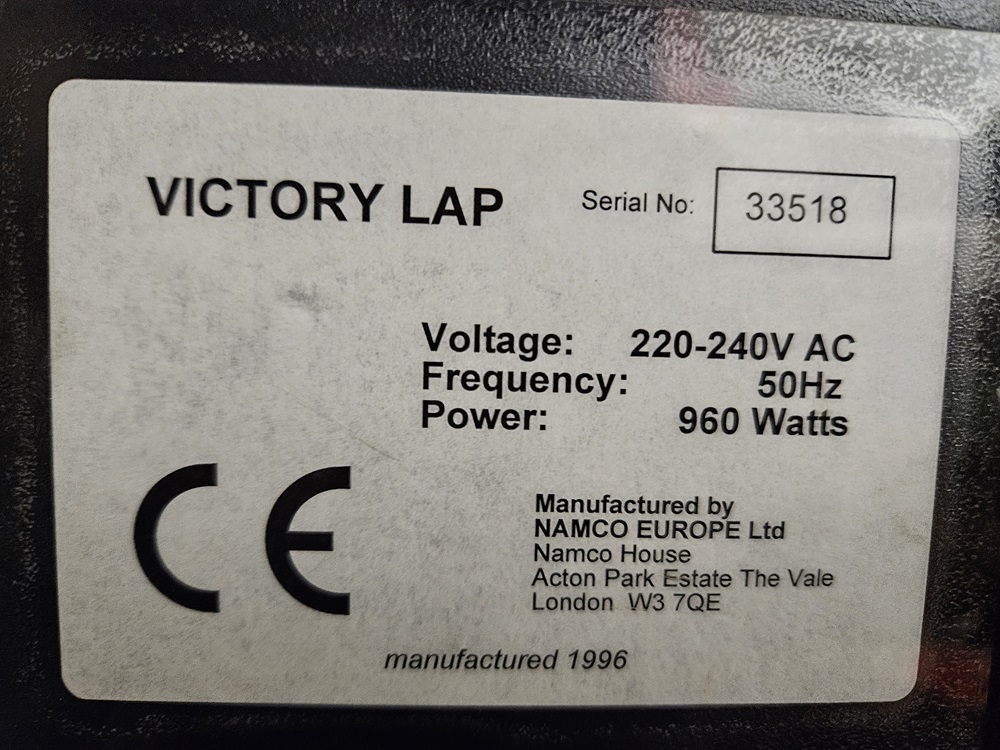 VICTORY LAP Serial No: 33518
Voltage: 220-240V AC
Frequency: 50Hz
Power: 960 Watts
CE
Manufactured by
NAMCO EUROPE Ltd
Namco House
Acton Park Estate The Vale
London W3 7QE
manufactured 1996